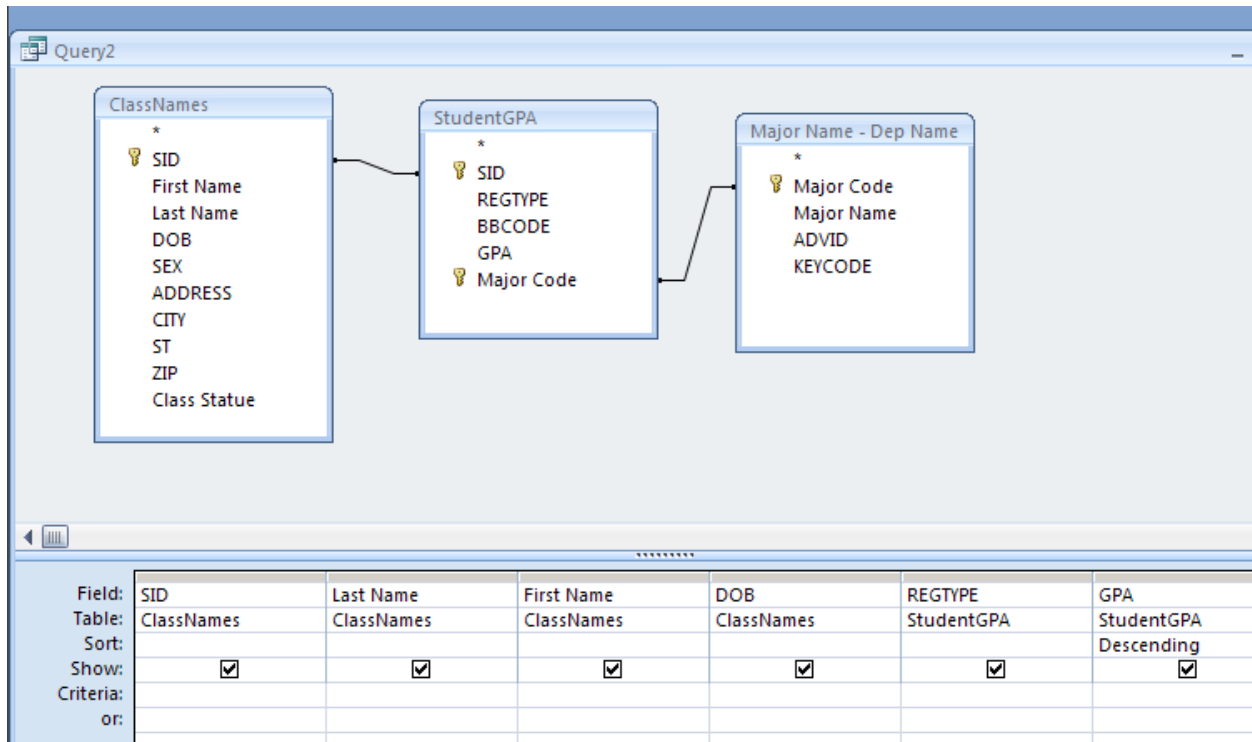 Query2
ClassNames
*
SID
First Name
Last Name
DOB
SEX
ADDRESS
CITY
ST
ZIP
Class Statue
StudentGPA
*
SID
REGTYPE
BBCODE
GPA
Major Code
Major Name - Dep Name
*
Major Code
Major Name
ADVID
KEYCODE
Field: SID Last Name First Name DOB REGTYPE GPA
Table: ClassNames ClassNames ClassNames ClassNames StudentGPA StudentGPA
Sort: Descending
Show:
Criteria:
or: